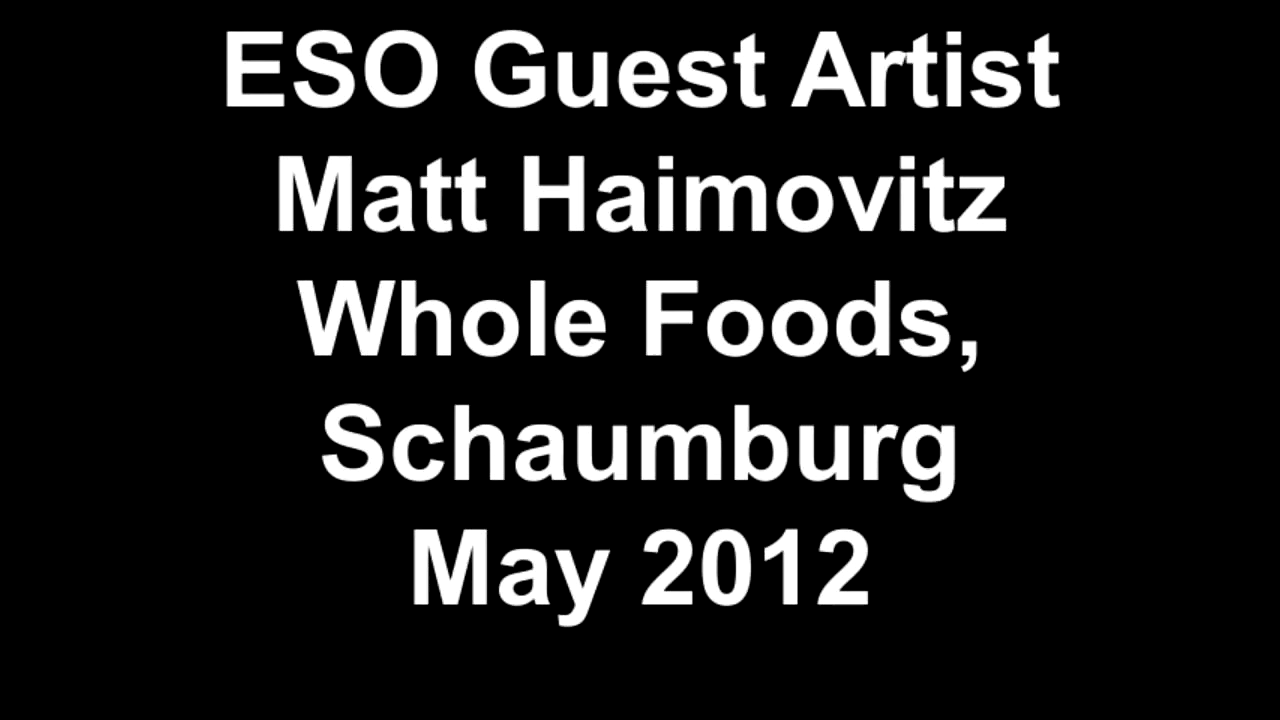 ESO Guest Artist
Matt Haimovitz
Whole Foods,
Schaumburg
May 2012